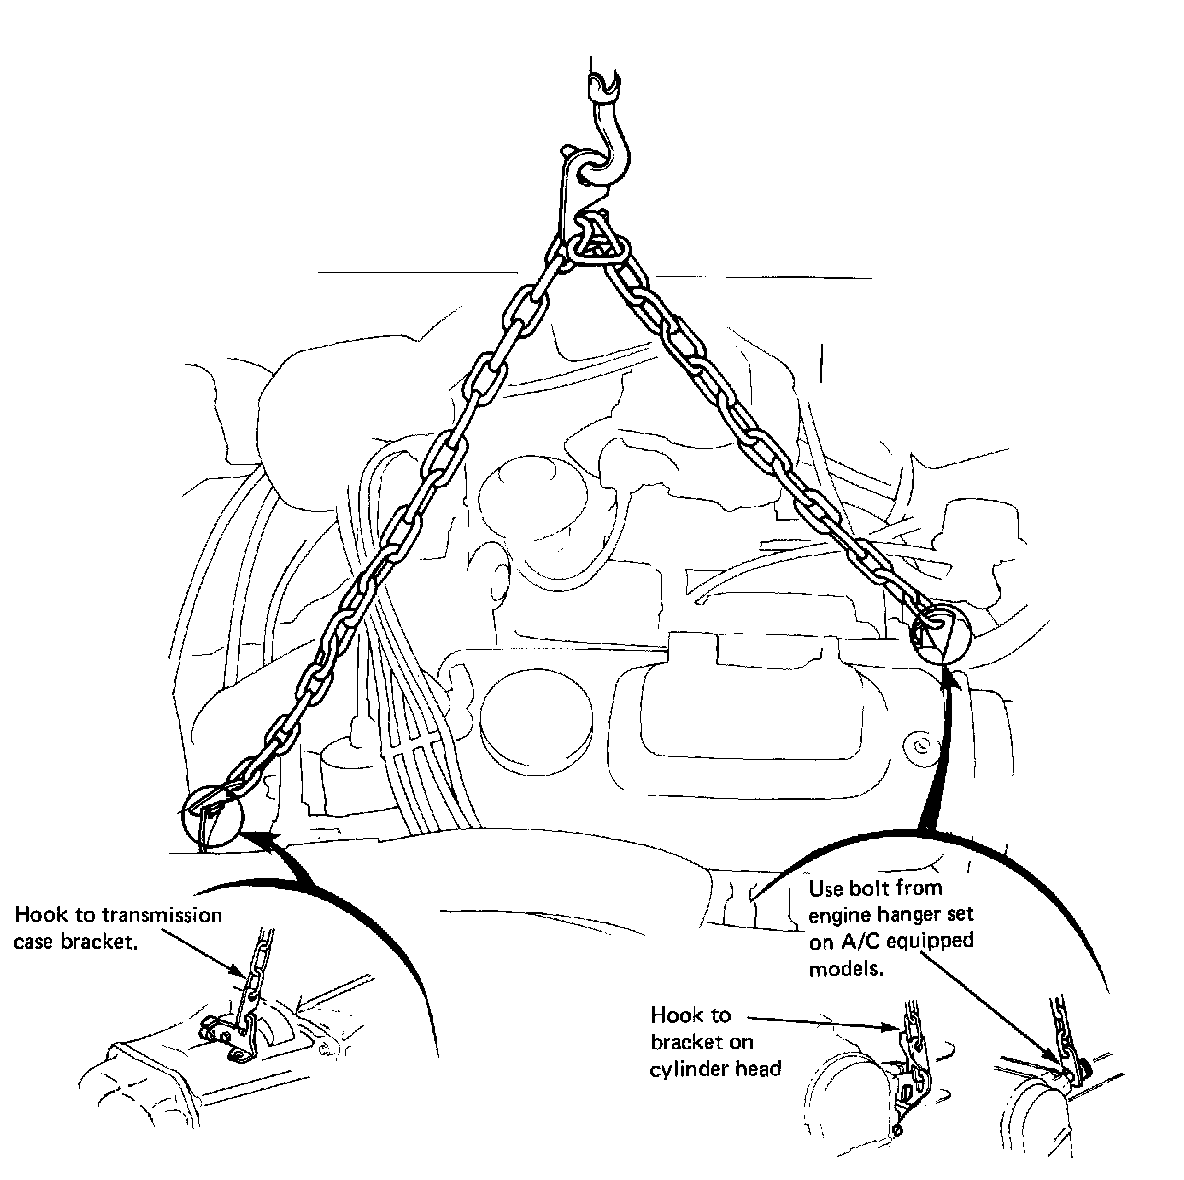 Hook to transmission
case bracket.
Use bolt from
engine hanger set
on A/C equipped
models.
Hook to
bracket on
cylinder head